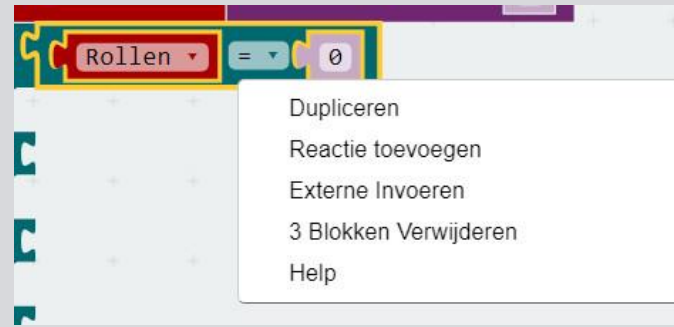 Rollen = 0
Dupliceren
Reactie toevoegen
Externe Invoeren
3 Blokken Verwijderen
Help